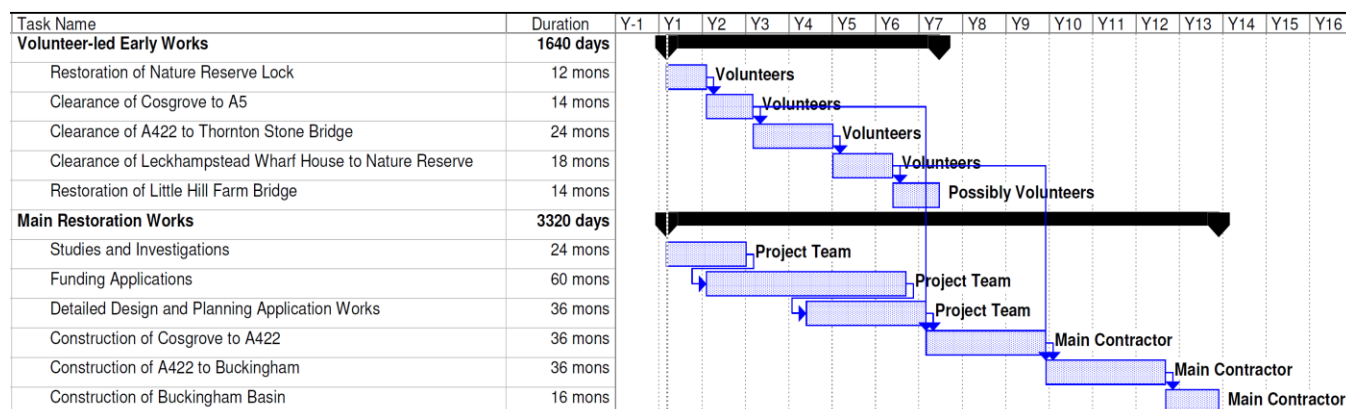 Task Name Duration Y-1 Y1 Y2 Y3 Y4 Y5 Y6 Y7 Y8 Y9 Y10 Y11 Y12 Y13 Y14 Y15 Y16
Volunteer-led Early Works 1640 days
Restoration of Nature Reserve Lock 12 mons Volunteers
Clearance of Cosgrove to A5 14 mons Volunteers
Clearance of A422 to Thornton Stone Bridge 24 mons Volunteers
Clearance of Leckhampstead Wharf House to Nature Reserve 18 mons Volunteers
Restoration of Little Hill Farm Bridge 14 mons Possibly Volunteers
Main Restoration Works 3320 days
Studies and Investigations 24 mons Project Team
Funding Applications 60 mons Project Team
Detailed Design and Planning Application Works 36 mons Project Team
Construction of Cosgrove to A422 36 mons Main Contractor
Construction of A422 to Buckingham 36 mons Main Contractor
Construction of Buckingham Basin 16 mons Main Contractor